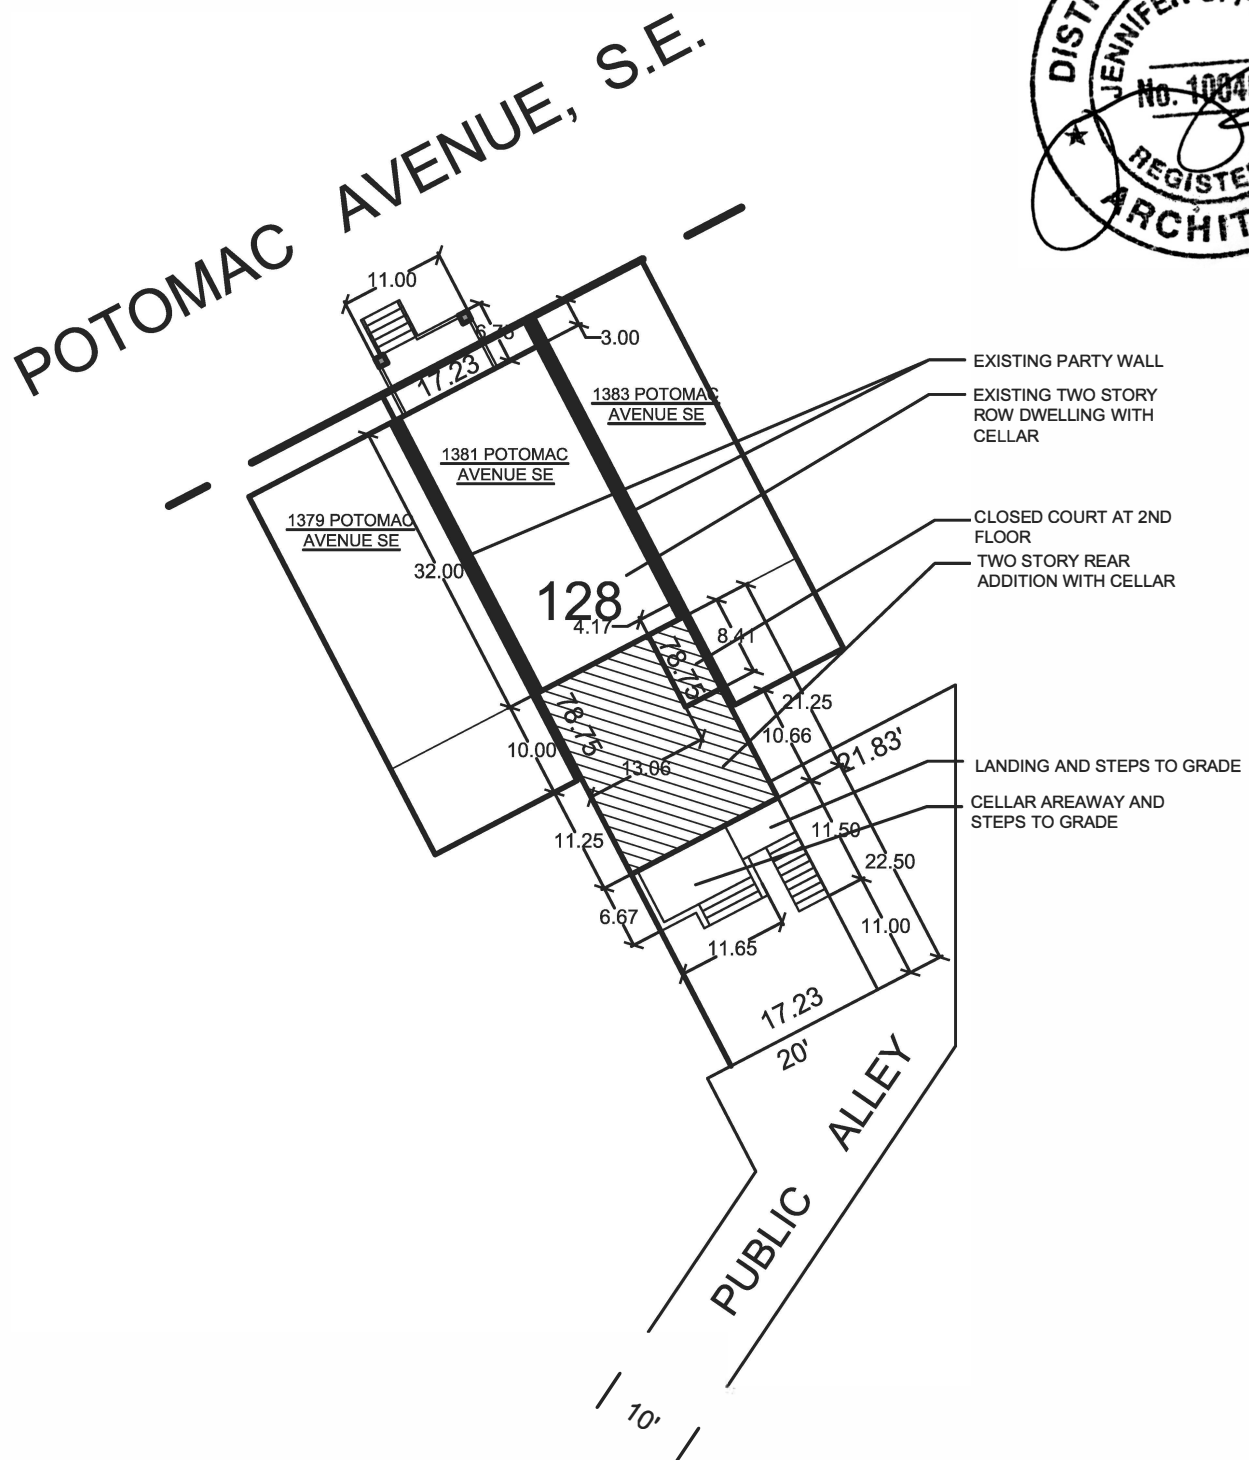 POTOMAC AVENUE, S.E.
JENNIFER
No. 1004
ARCHIT
11.00
6.75
3.00
17.23
EXISTING PARTY WALL
1383 POTOMAC
AVENUE SE
EXISTING TWO STORY
ROW DWELLING WITH
CELLAR
1381 POTOMAC
AVENUE SE
1379 POTOMAC
AVENUE SE
CLOSED COURT AT 2ND
FLOOR
TWO STORY REAR
ADDITION WITH CELLAR
32.00
128
4.17
8.41
78.75
78.75
21.25
10.66
10.00
13.06
21.83'
LANDING AND STEPS TO GRADE
CELLAR AREAWAY AND
STEPS TO GRADE
11.25
11.50
22.50
6.67
11.00
11.65
17.23
20'
PUBLIC ALLEY
10'